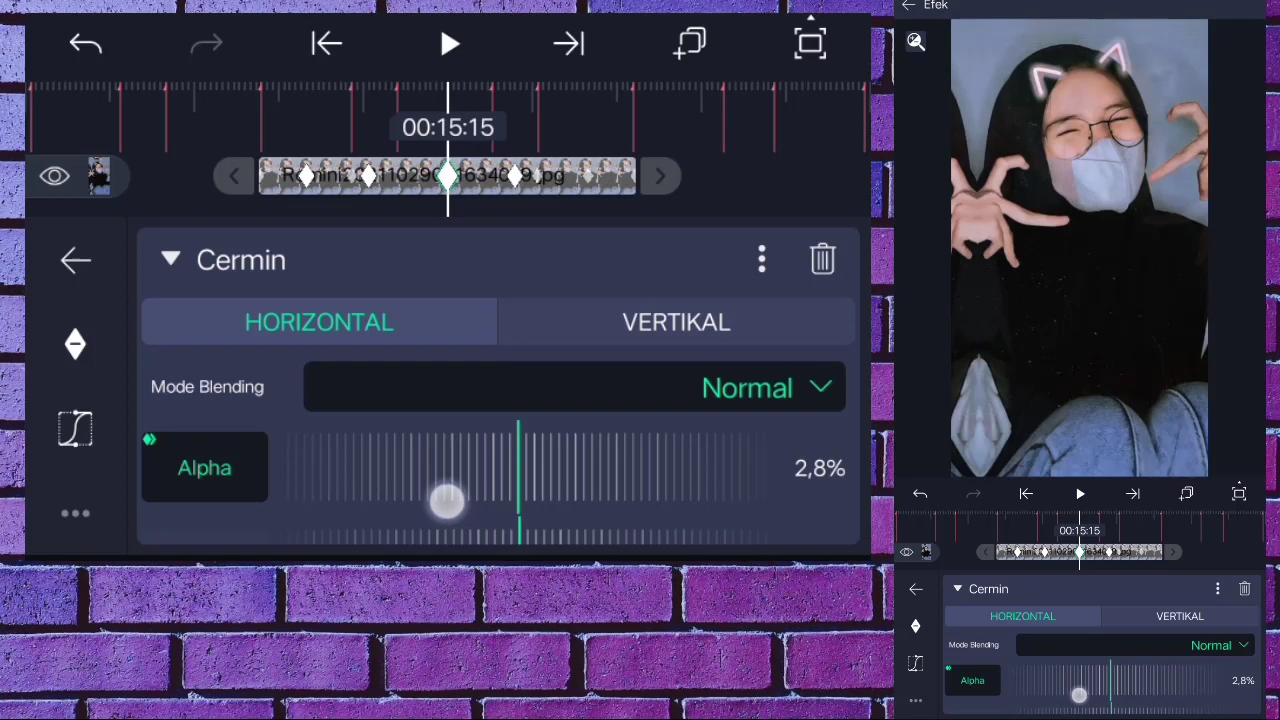 00:15:15
Cermin
HORIZONTAL VERTIKAL
Mode Blending Normal
Alpha 2,8%
Efek
00:15:15
Cermin
HORIZONTAL VERTIKAL
Mode Blending Normal
Alpha 2,8%